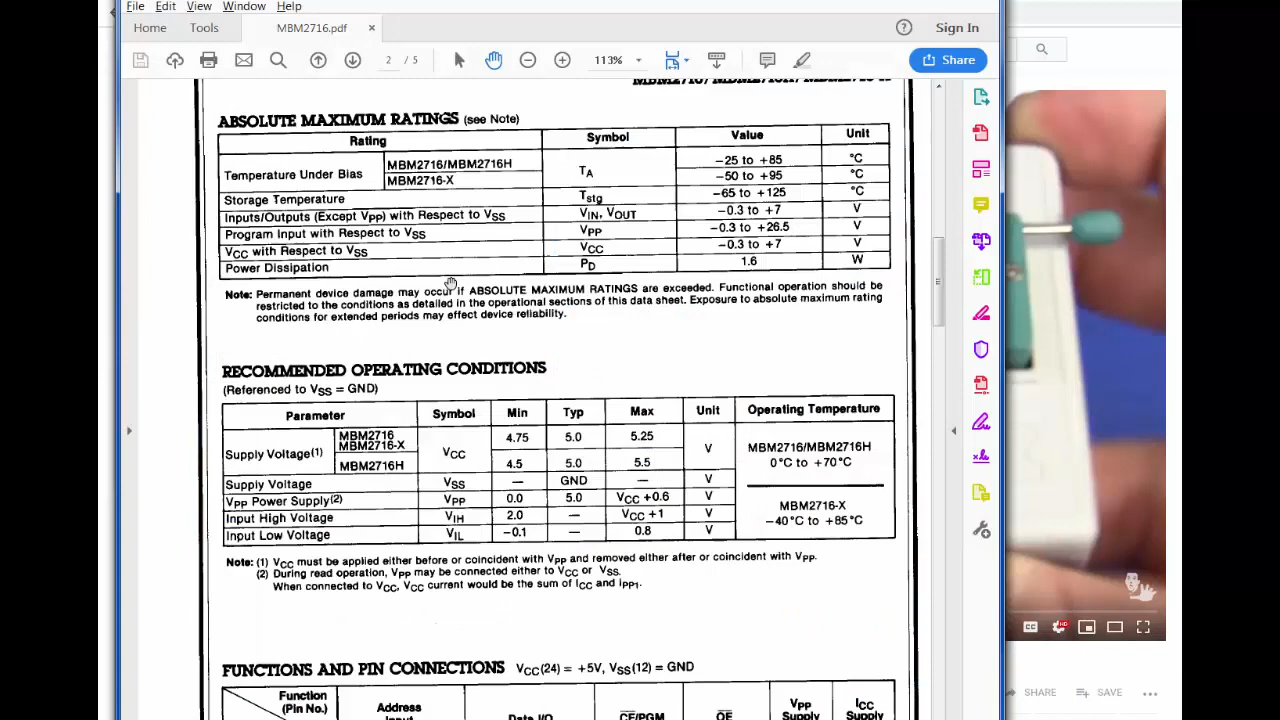 File Edit View Window Help
Home Tools MBM2716.pdf × ? Sign In
2 / 5 113% Share
ABSOLUTE MAXIMUM RATINGS (see Note)
Rating Symbol Value Unit
Temperature Under Bias MBM2716/MBM2716H TA −25 to +85 °C
MBM2716-X −50 to +95 °C
Storage Temperature Tstg −65 to +125 °C
Inputs/Outputs (Except VPP) with Respect to VSS VIN, VOUT −0.3 to +7 V
Program Input with Respect to VSS VPP −0.3 to +26.5 V
VCC with Respect to VSS VCC −0.3 to +7 V
Power Dissipation PD 1.6 W
Note: Permanent device damage may occur if ABSOLUTE MAXIMUM RATINGS are exceeded. Functional operation should be
restricted to the conditions as detailed in the operational sections of this data sheet. Exposure to absolute maximum rating
conditions for extended periods may effect device reliability.
RECOMMENDED OPERATING CONDITIONS
(Referenced to VSS = GND)
Parameter Symbol Min Typ Max Unit Operating Temperature
Supply Voltage(1) MBM2716 MBM2716-X VCC 4.75 5.0 5.25 V MBM2716/MBM2716H
MBM2716H 4.5 5.0 5.5 0°C to +70°C
Supply Voltage VSS — GND — V
VPP Power Supply(2) VPP 0.0 5.0 VCC +0.6 V MBM2716-X
Input High Voltage VIH 2.0 — VCC +1 V −40°C to +85°C
Input Low Voltage VIL −0.1 — 0.8 V
Note: (1) VCC must be applied either before or coincident with VPP and removed either after or coincident with VPP.
(2) During read operation, VPP may be connected either to VCC or VSS.
When connected to VCC, VCC current would be the sum of ICC and IPP1.
FUNCTIONS AND PIN CONNECTIONS VCC(24) = +5V, VSS(12) = GND
Function (Pin No.) Address Data I/O CE/PGM OE VPP Supply ICC Supply
CC HD
SHARE SAVE